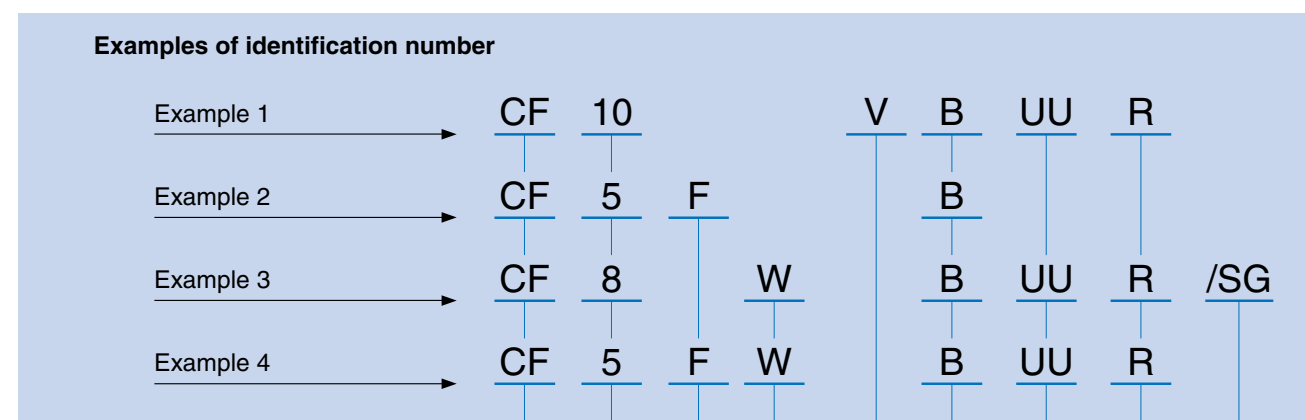 Examples of identification number
Example 1 CF 10 V B UU R
Example 2 CF 5 F B
Example 3 CF 8 W B UU R /SG
Example 4 CF 5 F W B UU R